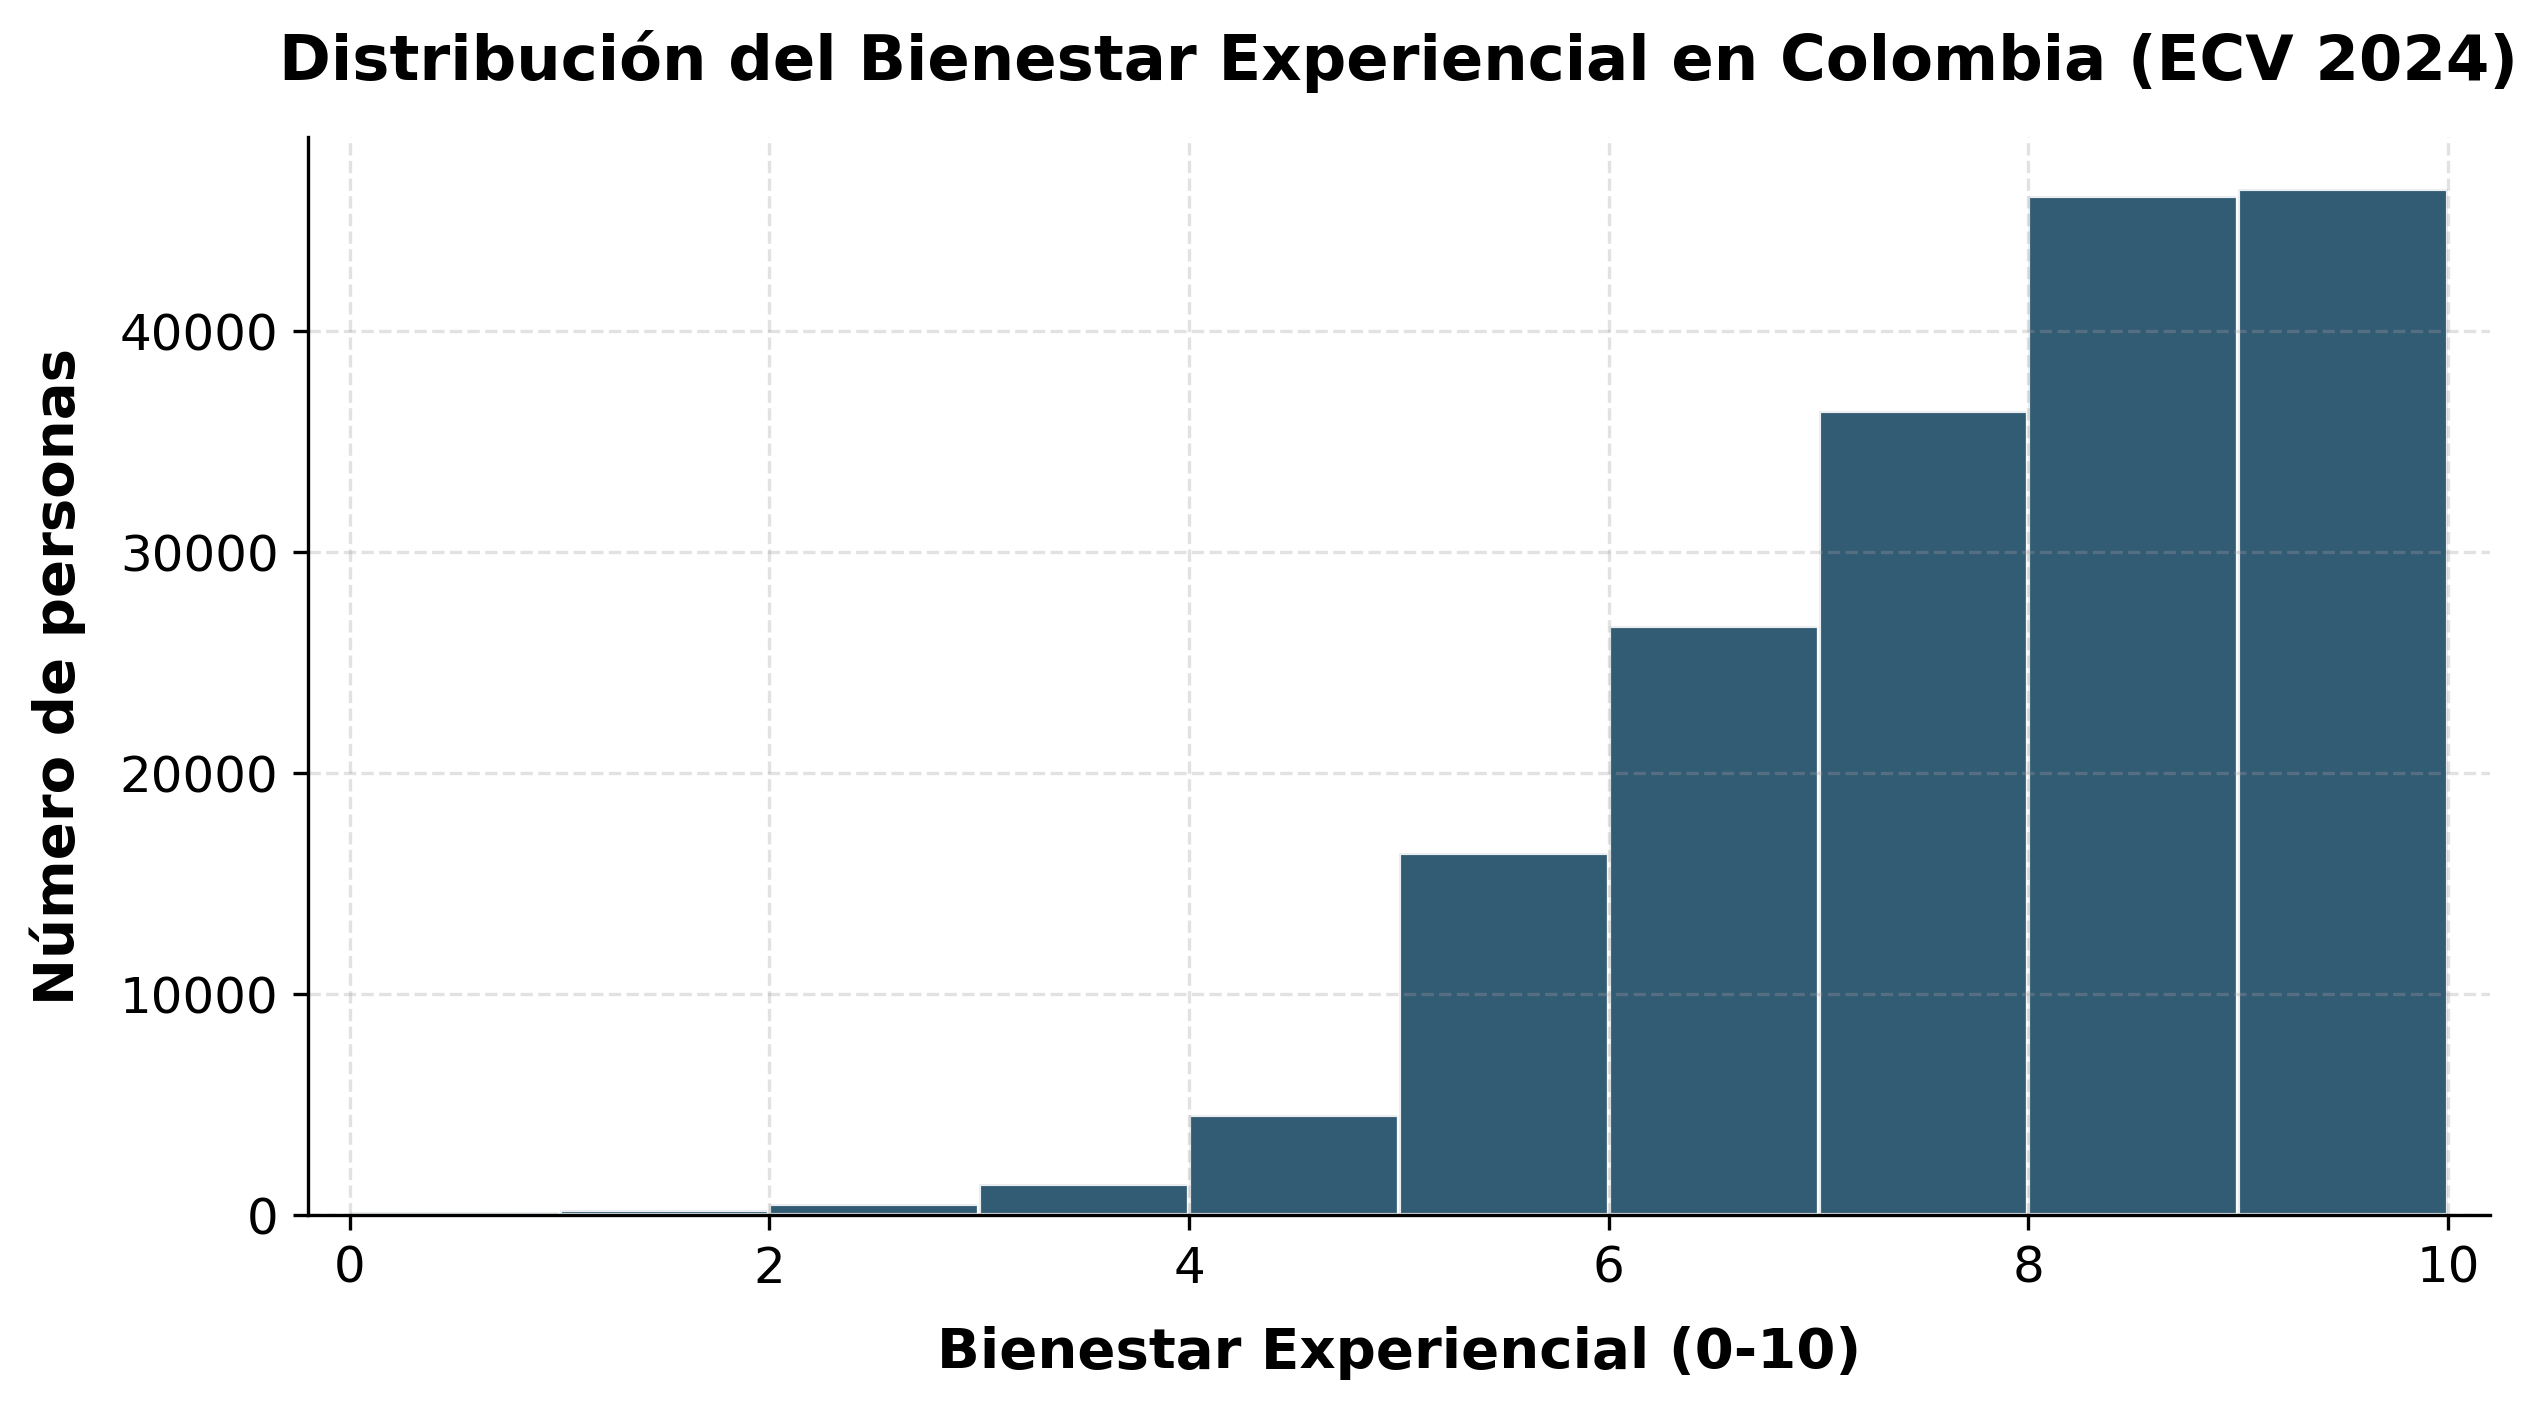 Distribución del Bienestar Experiencial en Colombia (ECV 2024)
Número de personas
40000
30000
20000
10000
0
0 2 4 6 8 10
Bienestar Experiencial (0-10)